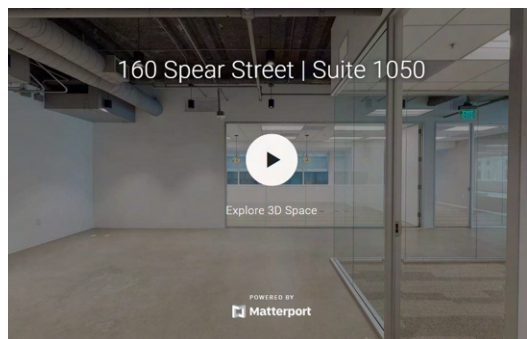 160 Spear Street | Suite 1050
Explore 3D Space
POWERED BY
Matterport